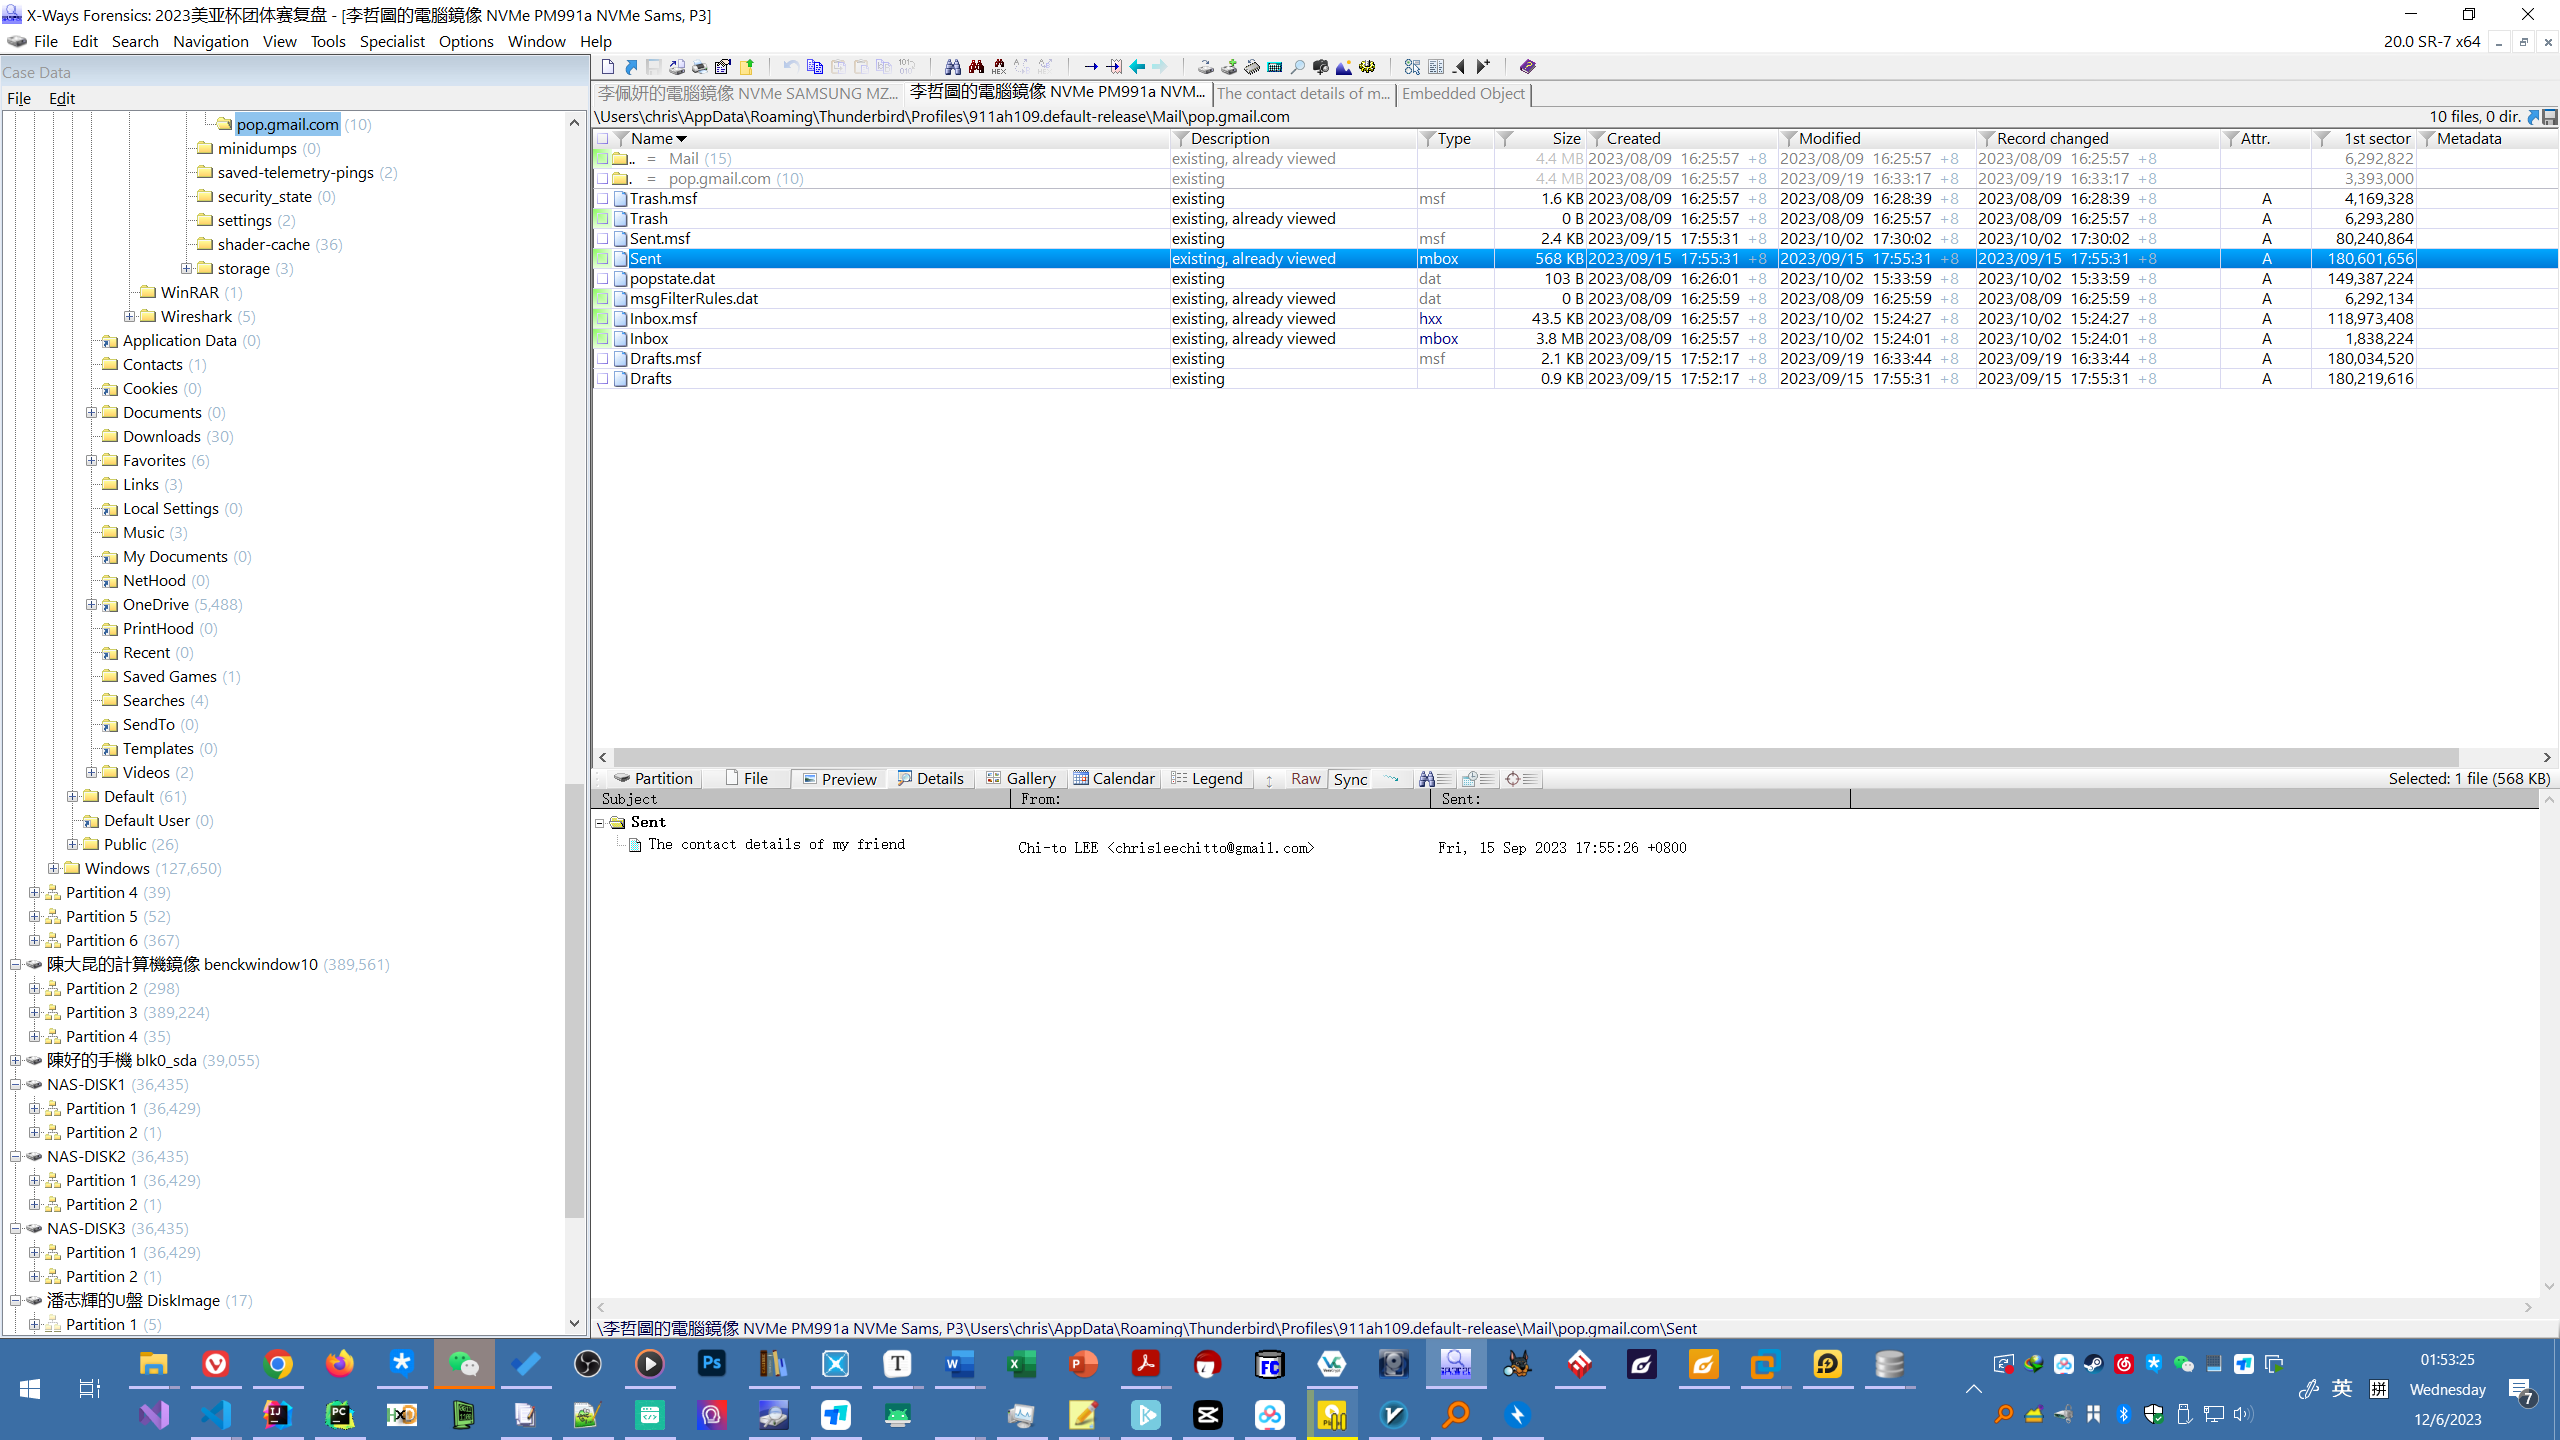 X-Ways Forensics: 2023美亚杯团体赛复盘 - [李哲圖的電腦鏡像 NVMe PM991a NVMe Sams, P3]
File Edit Search Navigation View Tools Specialist Options Window Help 20.0 SR-7 x64
Case Data
File Edit
pop.gmail.com (10)
minidumps (0)
saved-telemetry-pings (2)
security_state (0)
settings (2)
shader-cache (36)
storage (3)
WinRAR (1)
Wireshark (5)
Application Data (0)
Contacts (1)
Cookies (0)
Documents (0)
Downloads (30)
Favorites (6)
Links (3)
Local Settings (0)
Music (3)
My Documents (0)
NetHood (0)
OneDrive (5,488)
PrintHood (0)
Recent (0)
Saved Games (1)
Searches (4)
SendTo (0)
Templates (0)
Videos (2)
Default (61)
Default User (0)
Public (26)
Windows (127,650)
Partition 4 (39)
Partition 5 (52)
Partition 6 (367)
陳大昆的計算機鏡像 benckwindow10 (389,561)
Partition 2 (298)
Partition 3 (389,224)
Partition 4 (35)
陳好的手機 blk0_sda (39,055)
NAS-DISK1 (36,435)
Partition 1 (36,429)
Partition 2 (1)
NAS-DISK2 (36,435)
Partition 1 (36,429)
Partition 2 (1)
NAS-DISK3 (36,435)
Partition 1 (36,429)
Partition 2 (1)
潘志輝的U盤 DiskImage (17)
Partition 1 (5)
李佩妍的電腦鏡像 NVMe SAMSUNG MZ... 李哲圖的電腦鏡像 NVMe PM991a NVM... The contact details of m... Embedded Object
\Users\chris\AppData\Roaming\Thunderbird\Profiles\911ah109.default-release\Mail\pop.gmail.com 10 files, 0 dir.
Name Description Type Size Created Modified Record changed Attr. 1st sector Metadata
.. = Mail (15) existing, already viewed 4.4 MB 2023/08/09 16:25:57 +8 2023/08/09 16:25:57 +8 2023/08/09 16:25:57 +8 6,292,822
. = pop.gmail.com (10) existing 4.4 MB 2023/08/09 16:25:57 +8 2023/09/19 16:33:17 +8 2023/09/19 16:33:17 +8 3,393,000
Trash.msf existing msf 1.6 KB 2023/08/09 16:25:57 +8 2023/08/09 16:28:39 +8 2023/08/09 16:28:39 +8 A 4,169,328
Trash existing, already viewed 0 B 2023/08/09 16:25:57 +8 2023/08/09 16:25:57 +8 2023/08/09 16:25:57 +8 A 6,293,280
Sent.msf existing msf 2.4 KB 2023/09/15 17:55:31 +8 2023/10/02 17:30:02 +8 2023/10/02 17:30:02 +8 A 80,240,864
Sent existing, already viewed mbox 568 KB 2023/09/15 17:55:31 +8 2023/09/15 17:55:31 +8 2023/09/15 17:55:31 +8 A 180,601,656
popstate.dat existing dat 103 B 2023/08/09 16:26:01 +8 2023/10/02 15:33:59 +8 2023/10/02 15:33:59 +8 A 149,387,224
msgFilterRules.dat existing, already viewed dat 0 B 2023/08/09 16:25:59 +8 2023/08/09 16:25:59 +8 2023/08/09 16:25:59 +8 A 6,292,134
Inbox.msf existing, already viewed hxx 43.5 KB 2023/08/09 16:25:57 +8 2023/10/02 15:24:27 +8 2023/10/02 15:24:27 +8 A 118,973,408
Inbox existing, already viewed mbox 3.8 MB 2023/08/09 16:25:57 +8 2023/10/02 15:24:01 +8 2023/10/02 15:24:01 +8 A 1,838,224
Drafts.msf existing msf 2.1 KB 2023/09/15 17:52:17 +8 2023/09/19 16:33:44 +8 2023/09/19 16:33:44 +8 A 180,034,520
Drafts existing 0.9 KB 2023/09/15 17:52:17 +8 2023/09/15 17:55:31 +8 2023/09/15 17:55:31 +8 A 180,219,616
Partition File Preview Details Gallery Calendar Legend Raw Sync Selected: 1 file (568 KB)
Subject From: Sent:
Sent
The contact details of my friend Chi-to LEE <chrisleechitto@gmail.com> Fri, 15 Sep 2023 17:55:26 +0800
\李哲圖的電腦鏡像 NVMe PM991a NVMe Sams, P3\Users\chris\AppData\Roaming\Thunderbird\Profiles\911ah109.default-release\Mail\pop.gmail.com\Sent
01:53:25
英 拼 Wednesday 7
12/6/2023